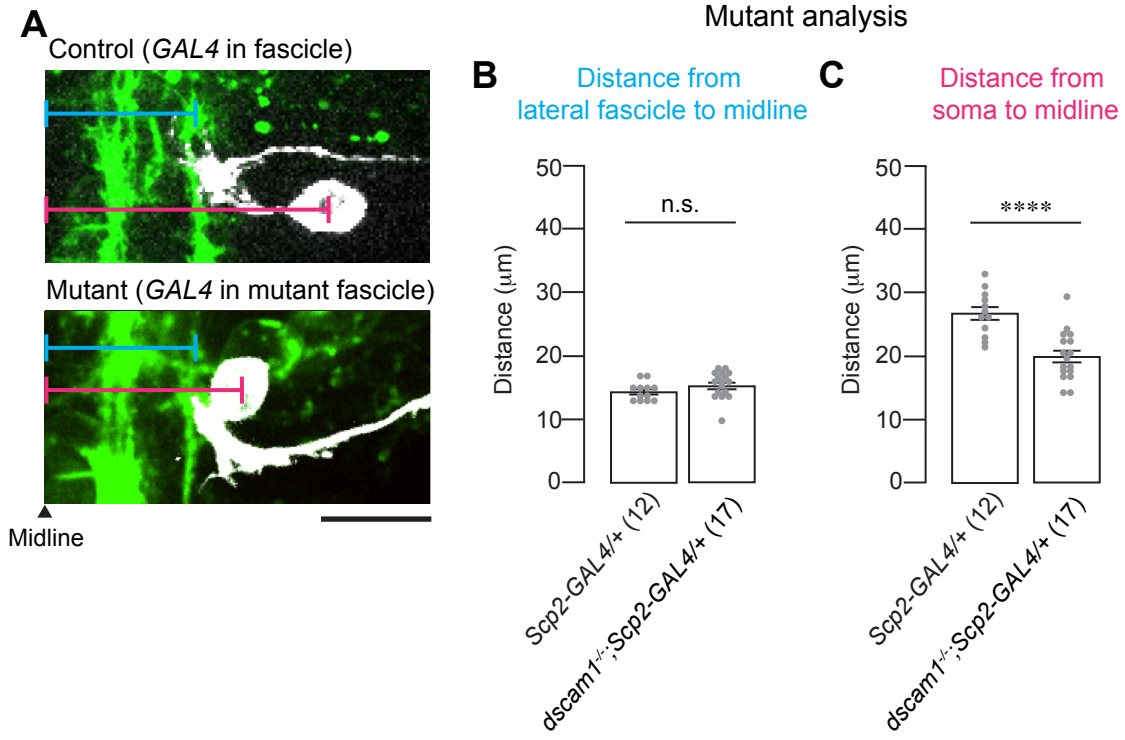 Mutant analysis
A
Control (GAL4 in fascicle)
Mutant (GAL4 in mutant fascicle)
Midline
B
Distance from
lateral fascicle to midline
50
40
30
20
10
0
Distance (μm)
n.s.
Scp2-GAL4/+ (12)
dscam1-/-;Scp2-GAL4/+ (17)
C
Distance from
soma to midline
50
40
30
20
10
0
Distance (μm)
****
Scp2-GAL4/+ (12)
dscam1-/-;Scp2-GAL4/+ (17)